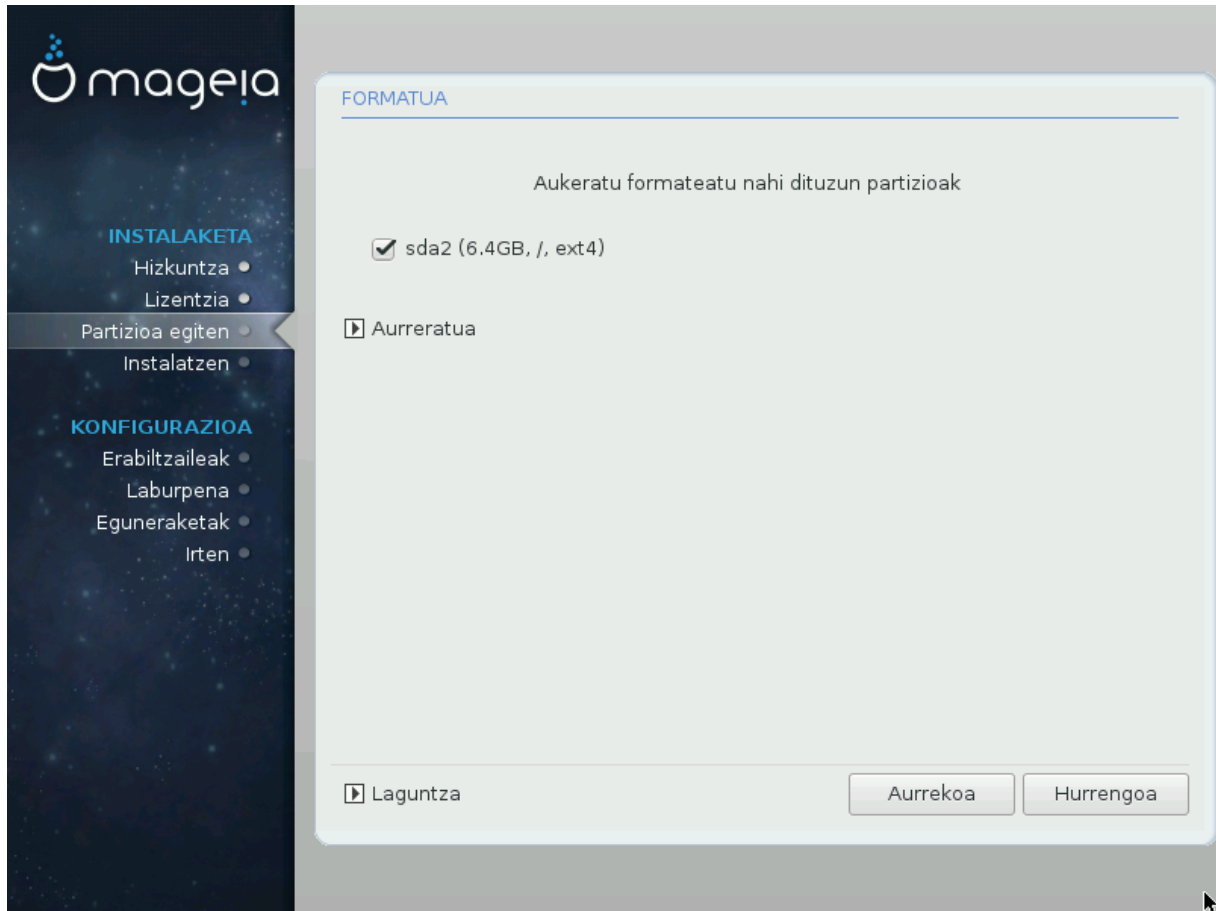 mageia
INSTALAKETA
Hizkuntza
Lizentzia
Partizioa egiten
Instalatzen
KONFIGURAZIOA
Erabiltzaileak
Laburpena
Eguneraketak
Irten
FORMATUA
Aukeratu formateatu nahi dituzun partizioak
sda2 (6.4GB, /, ext4)
Aurreratua
Laguntza
Aurrekoa
Hurrengoa